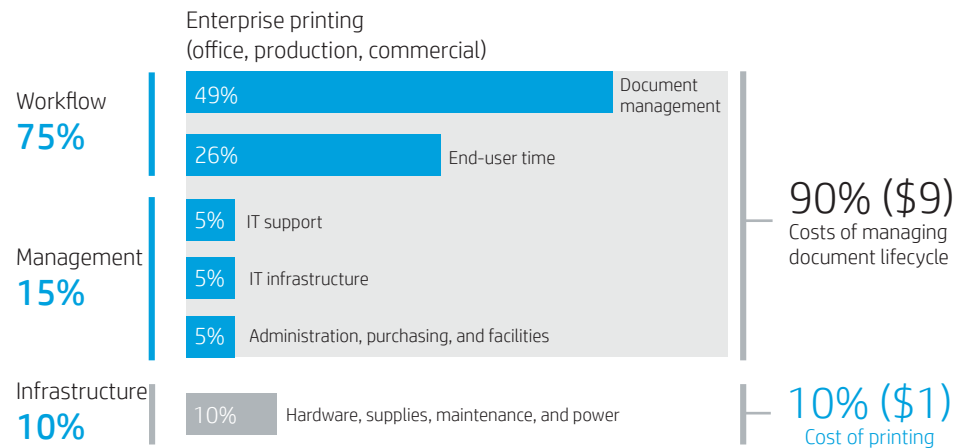 Enterprise printing
(office, production, commercial)
Workflow
75%
49%
Document
management
26%
End-user time
Management
15%
5%
IT support
5%
IT infrastructure
5%
Administration, purchasing, and facilities
90% ($9)
Costs of managing
document lifecycle
Infrastructure
10%
10%
Hardware, supplies, maintenance, and power
10% ($1)
Cost of printing